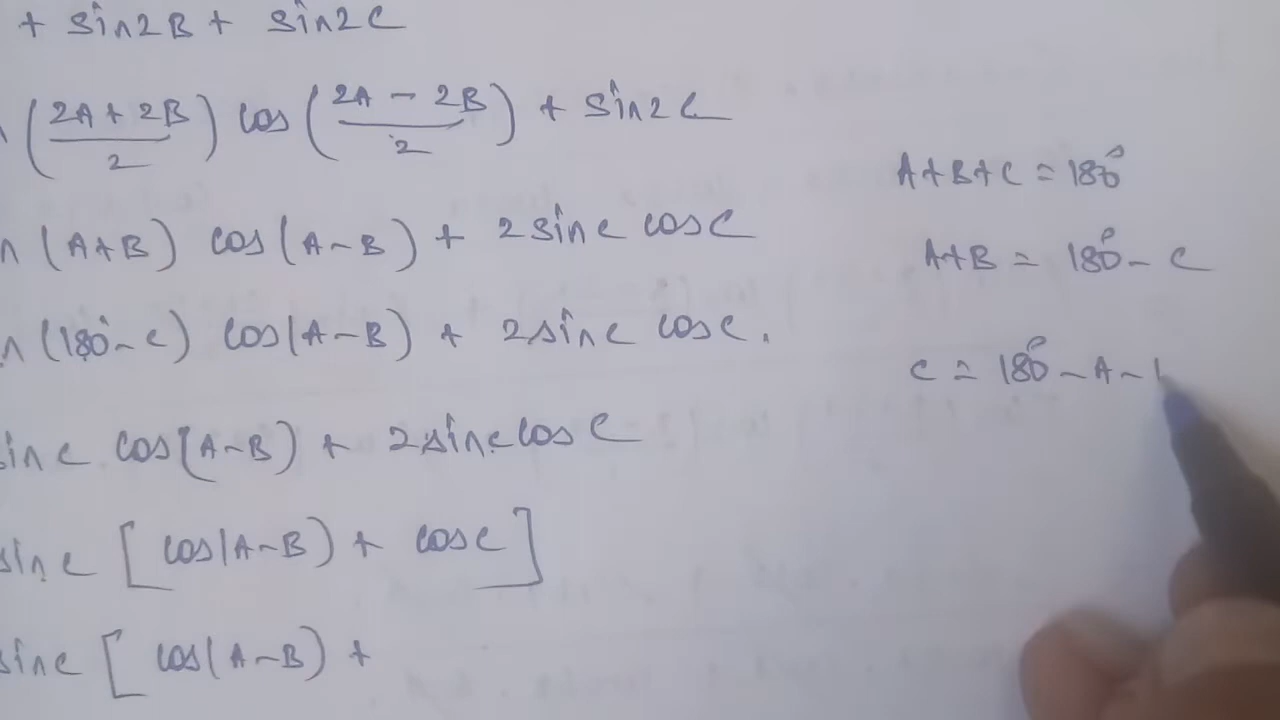 + sin2B + sin2C
(2A + 2B / 2) cos (2A - 2B / 2) + sin2C
n (A+B) cos(A-B) + 2sinc cosC
n (180°-c) cos(A-B) + 2sinc cosc.
sinc cos(A-B) + 2sinc cosC
sinc [cos(A-B) + cosc]
sinc [cos(A-B) +
A+B+C = 180°
A+B = 180° - C
C = 180° - A -